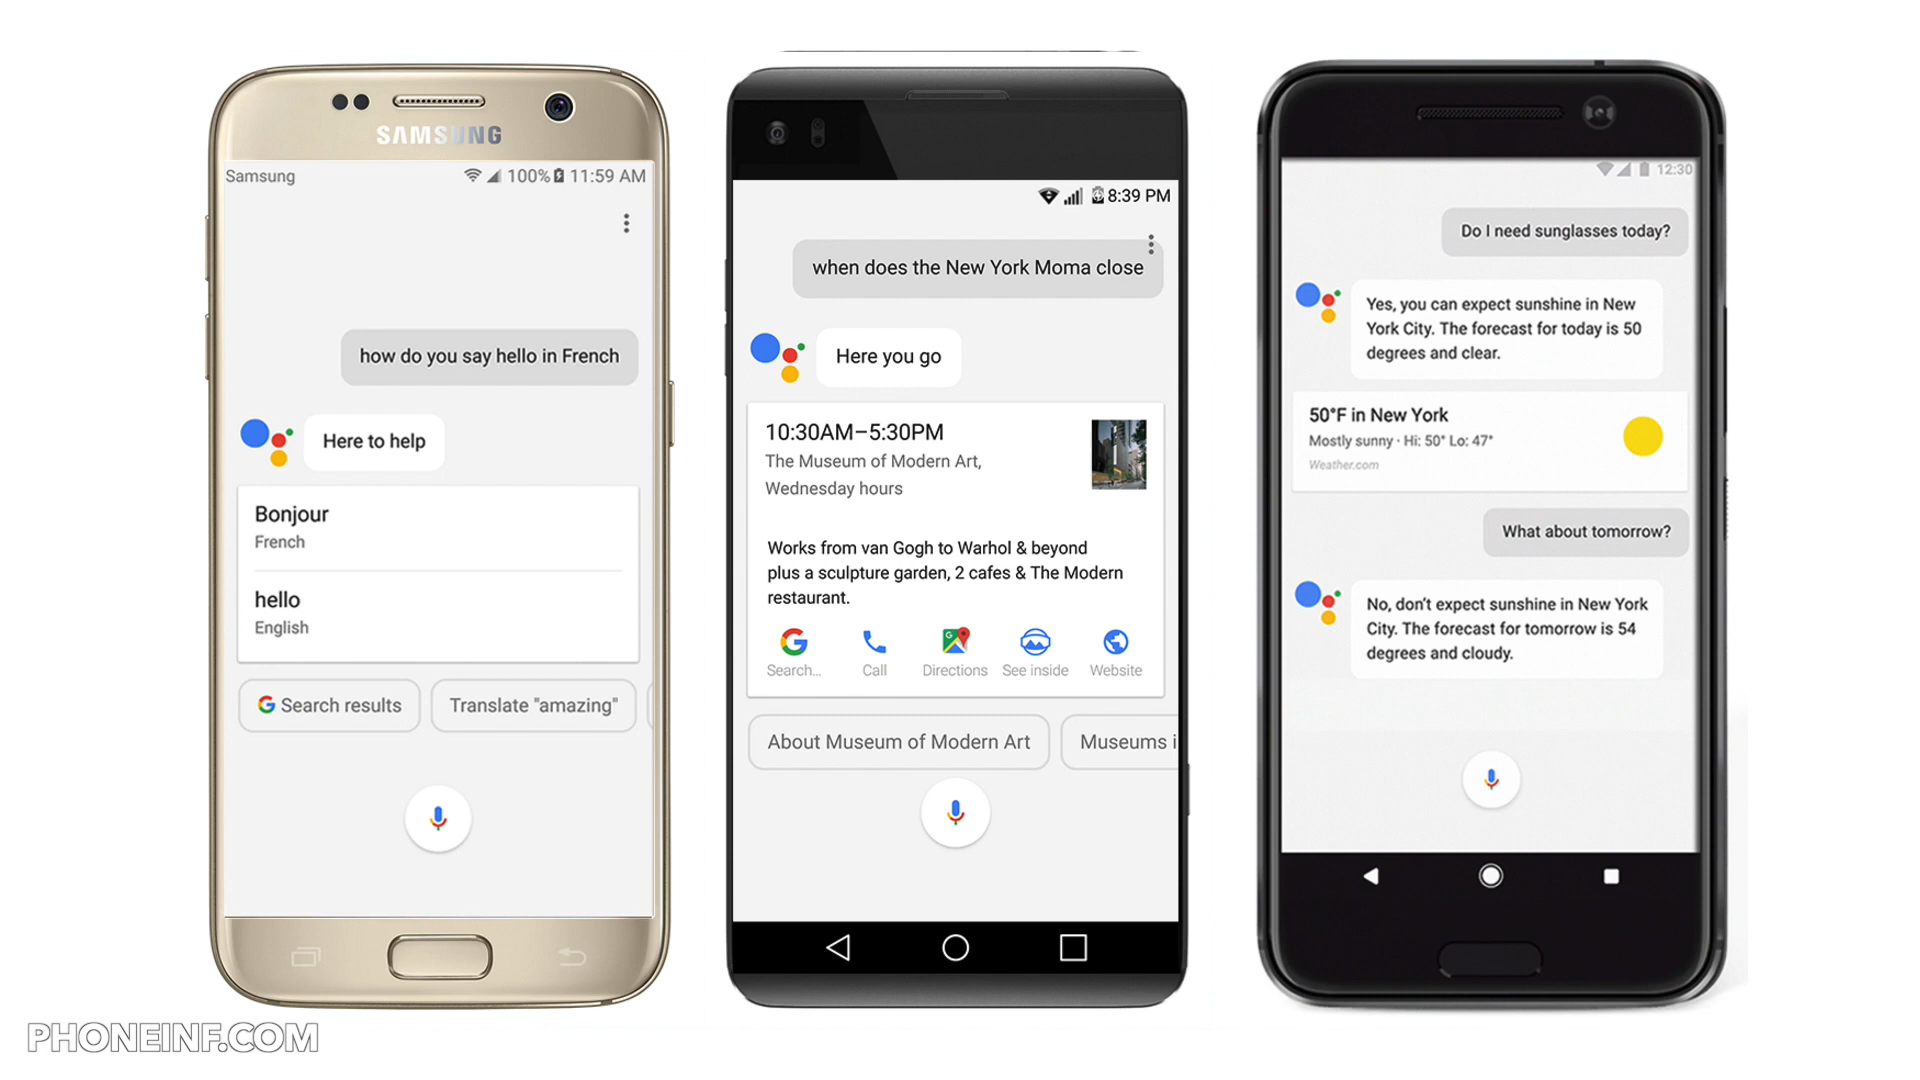 SAMSUNG
Samsung
100% 11:59 AM
how do you say hello in French
Here to help
Bonjour
French
hello
English
Search results
Translate "amazing"
8:39 PM
when does the New York Moma close
Here you go
10:30AM–5:30PM
The Museum of Modern Art,
Wednesday hours
Works from van Gogh to Warhol & beyond
plus a sculpture garden, 2 cafes & The Modern
restaurant.
Search...
Call
Directions
See inside
Website
About Museum of Modern Art
Museums i
12:30
Do I need sunglasses today?
Yes, you can expect sunshine in New
York City. The forecast for today is 50
degrees and clear.
50°F in New York
Mostly sunny · Hi: 50° Lo: 47°
Weather.com
What about tomorrow?
No, don't expect sunshine in New York
City. The forecast for tomorrow is 54
degrees and cloudy.
PHONEINF.COM